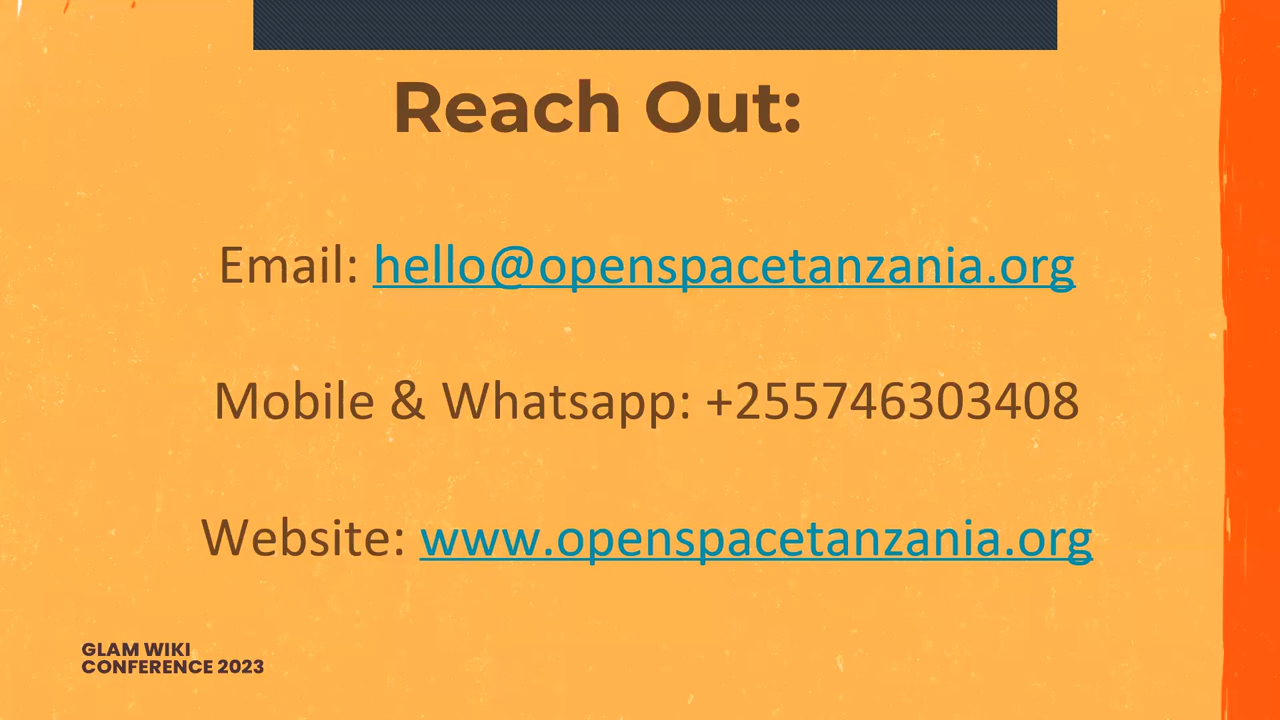 Reach Out:
Email: hello@openspacetanzania.org
Mobile & Whatsapp: +255746303408
Website: www.openspacetanzania.org
GLAM WIKI
CONFERENCE 2023